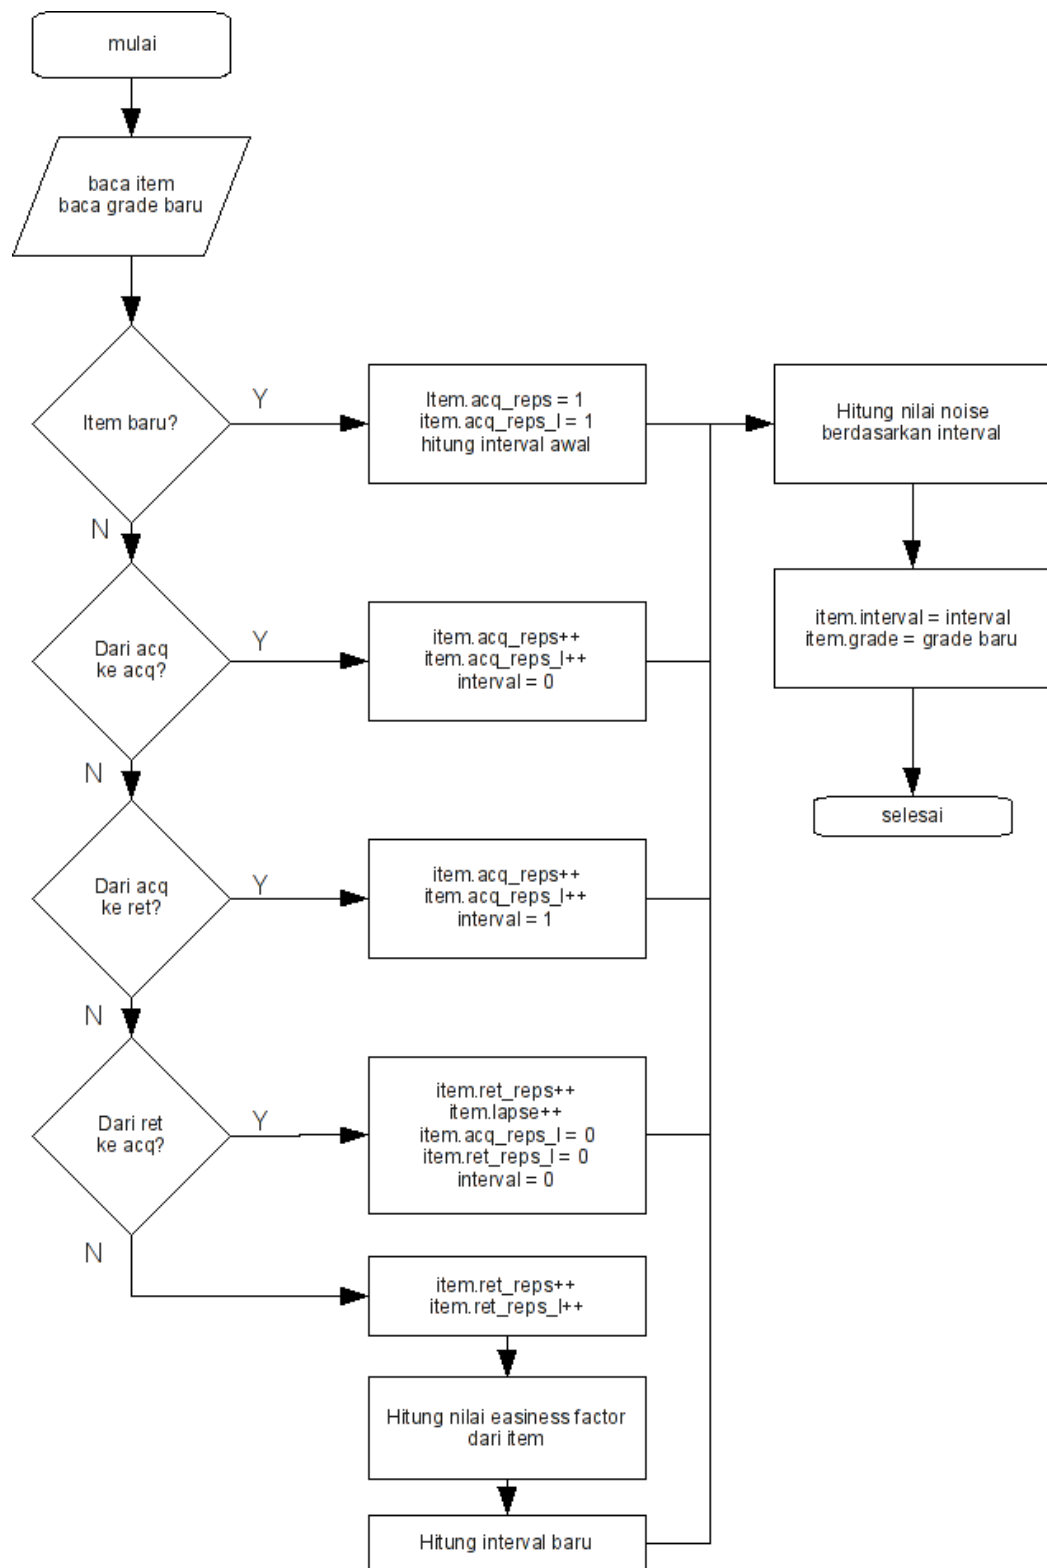 mulai
baca item
baca grade baru
Item baru?
Y
Item.acq_reps = 1
item.acq_reps_l = 1
hitung interval awal
Hitung nilai noise
berdasarkan interval
N
Dari acq
ke acq?
Y
item.acq_reps++
item.acq_reps_l++
interval = 0
item.interval = interval
item.grade = grade baru
N
selesai
Dari acq
ke ret?
Y
item.acq_reps++
item.acq_reps_l++
interval = 1
N
Dari ret
ke acq?
Y
item.ret_reps++
item.lapse++
item.acq_reps_l = 0
item.ret_reps_l = 0
interval = 0
N
item.ret_reps++
item.ret_reps_l++
Hitung nilai easiness factor
dari item
Hitung interval baru